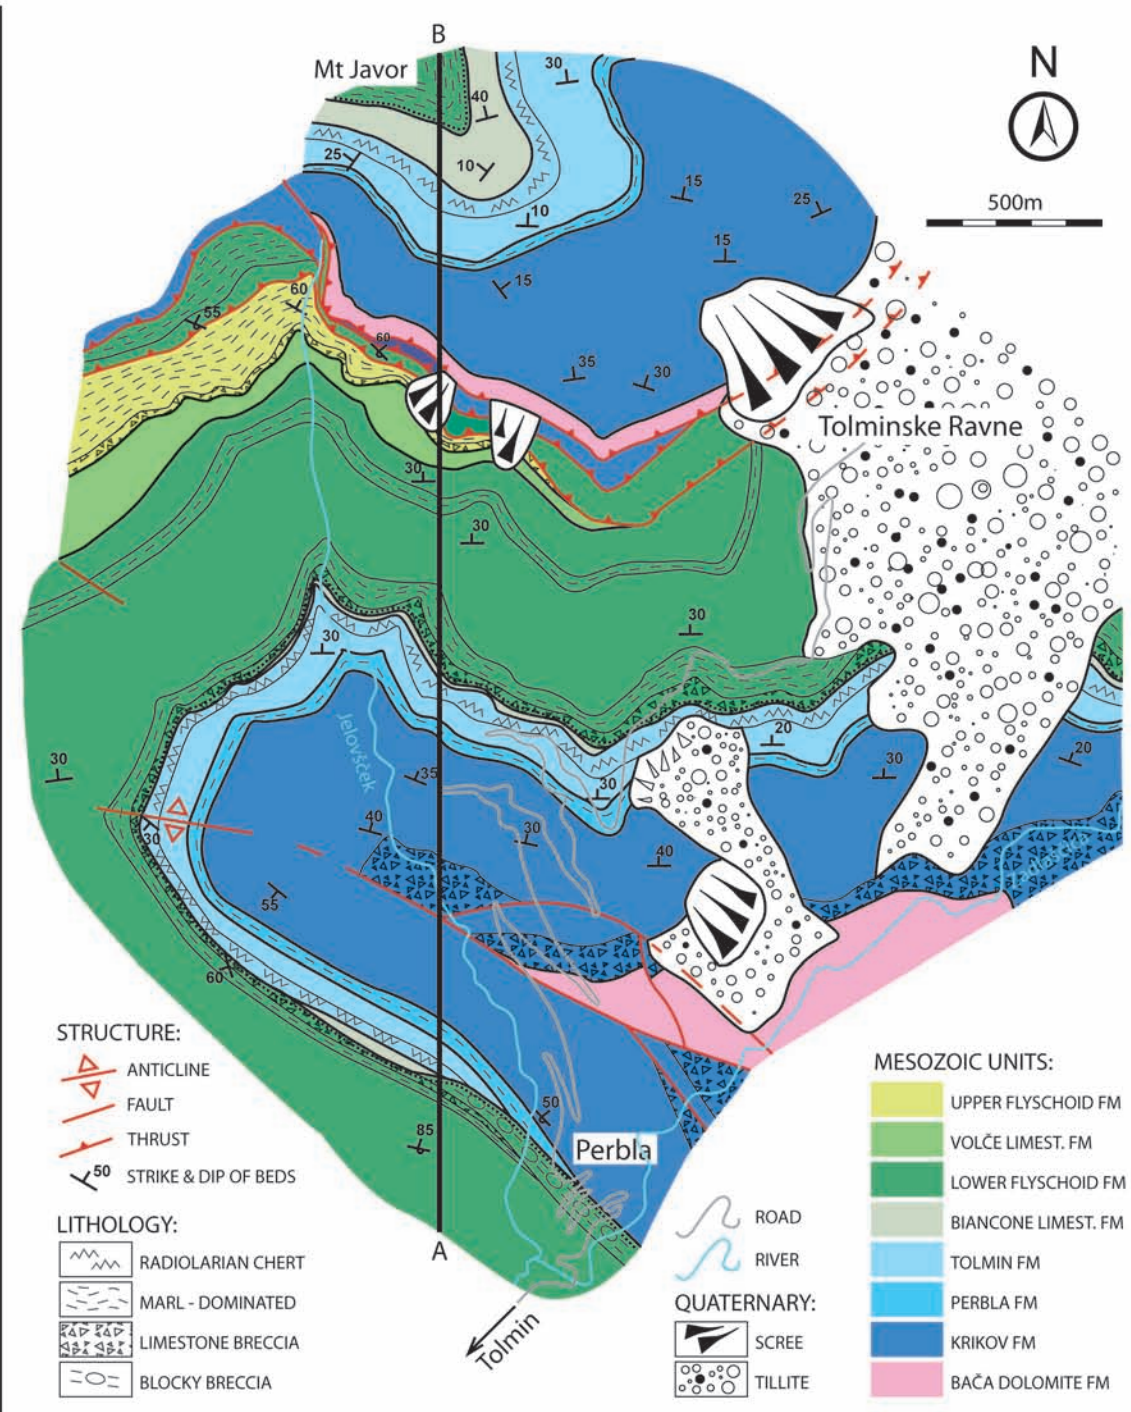 B
Mt Javor
N
500m
30
40
25
10
10
15
25
15
15
60
55
60
35
30
Tolminske Ravne
30
30
30
30
30
20
30
20
Jelovšček
35
30
40
30
30
40
55
60
50
85
Perbla
A
Tolmin
STRUCTURE:
ANTICLINE
FAULT
THRUST
50 STRIKE & DIP OF BEDS
LITHOLOGY:
RADIOLARIAN CHERT
MARL - DOMINATED
LIMESTONE BRECCIA
BLOCKY BRECCIA
ROAD
RIVER
QUATERNARY:
SCREE
TILLITE
MESOZOIC UNITS:
UPPER FLYSCHOID FM
VOLČE LIMEST. FM
LOWER FLYSCHOID FM
BIANCONE LIMEST. FM
TOLMIN FM
PERBLA FM
KRIKOV FM
BAČA DOLOMITE FM